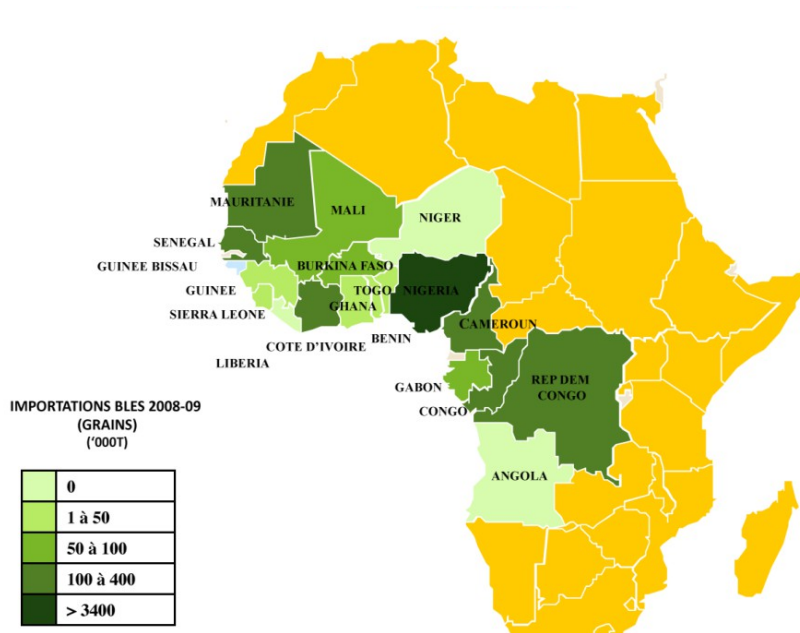 MAURITANIE
MALI
NIGER
SENEGAL
GUINEE BISSAU
BURKINA FASO
GUINEE
TOGO
NIGERIA
SIERRA LEONE
GHANA
CAMEROUN
COTE D'IVOIRE
BENIN
LIBERIA
GABON
REP DEM
CONGO
CONGO
ANGOLA
IMPORTATIONS BLES 2008-09
(GRAINS)
('000T)
0
1 à 50
50 à 100
100 à 400
> 3400